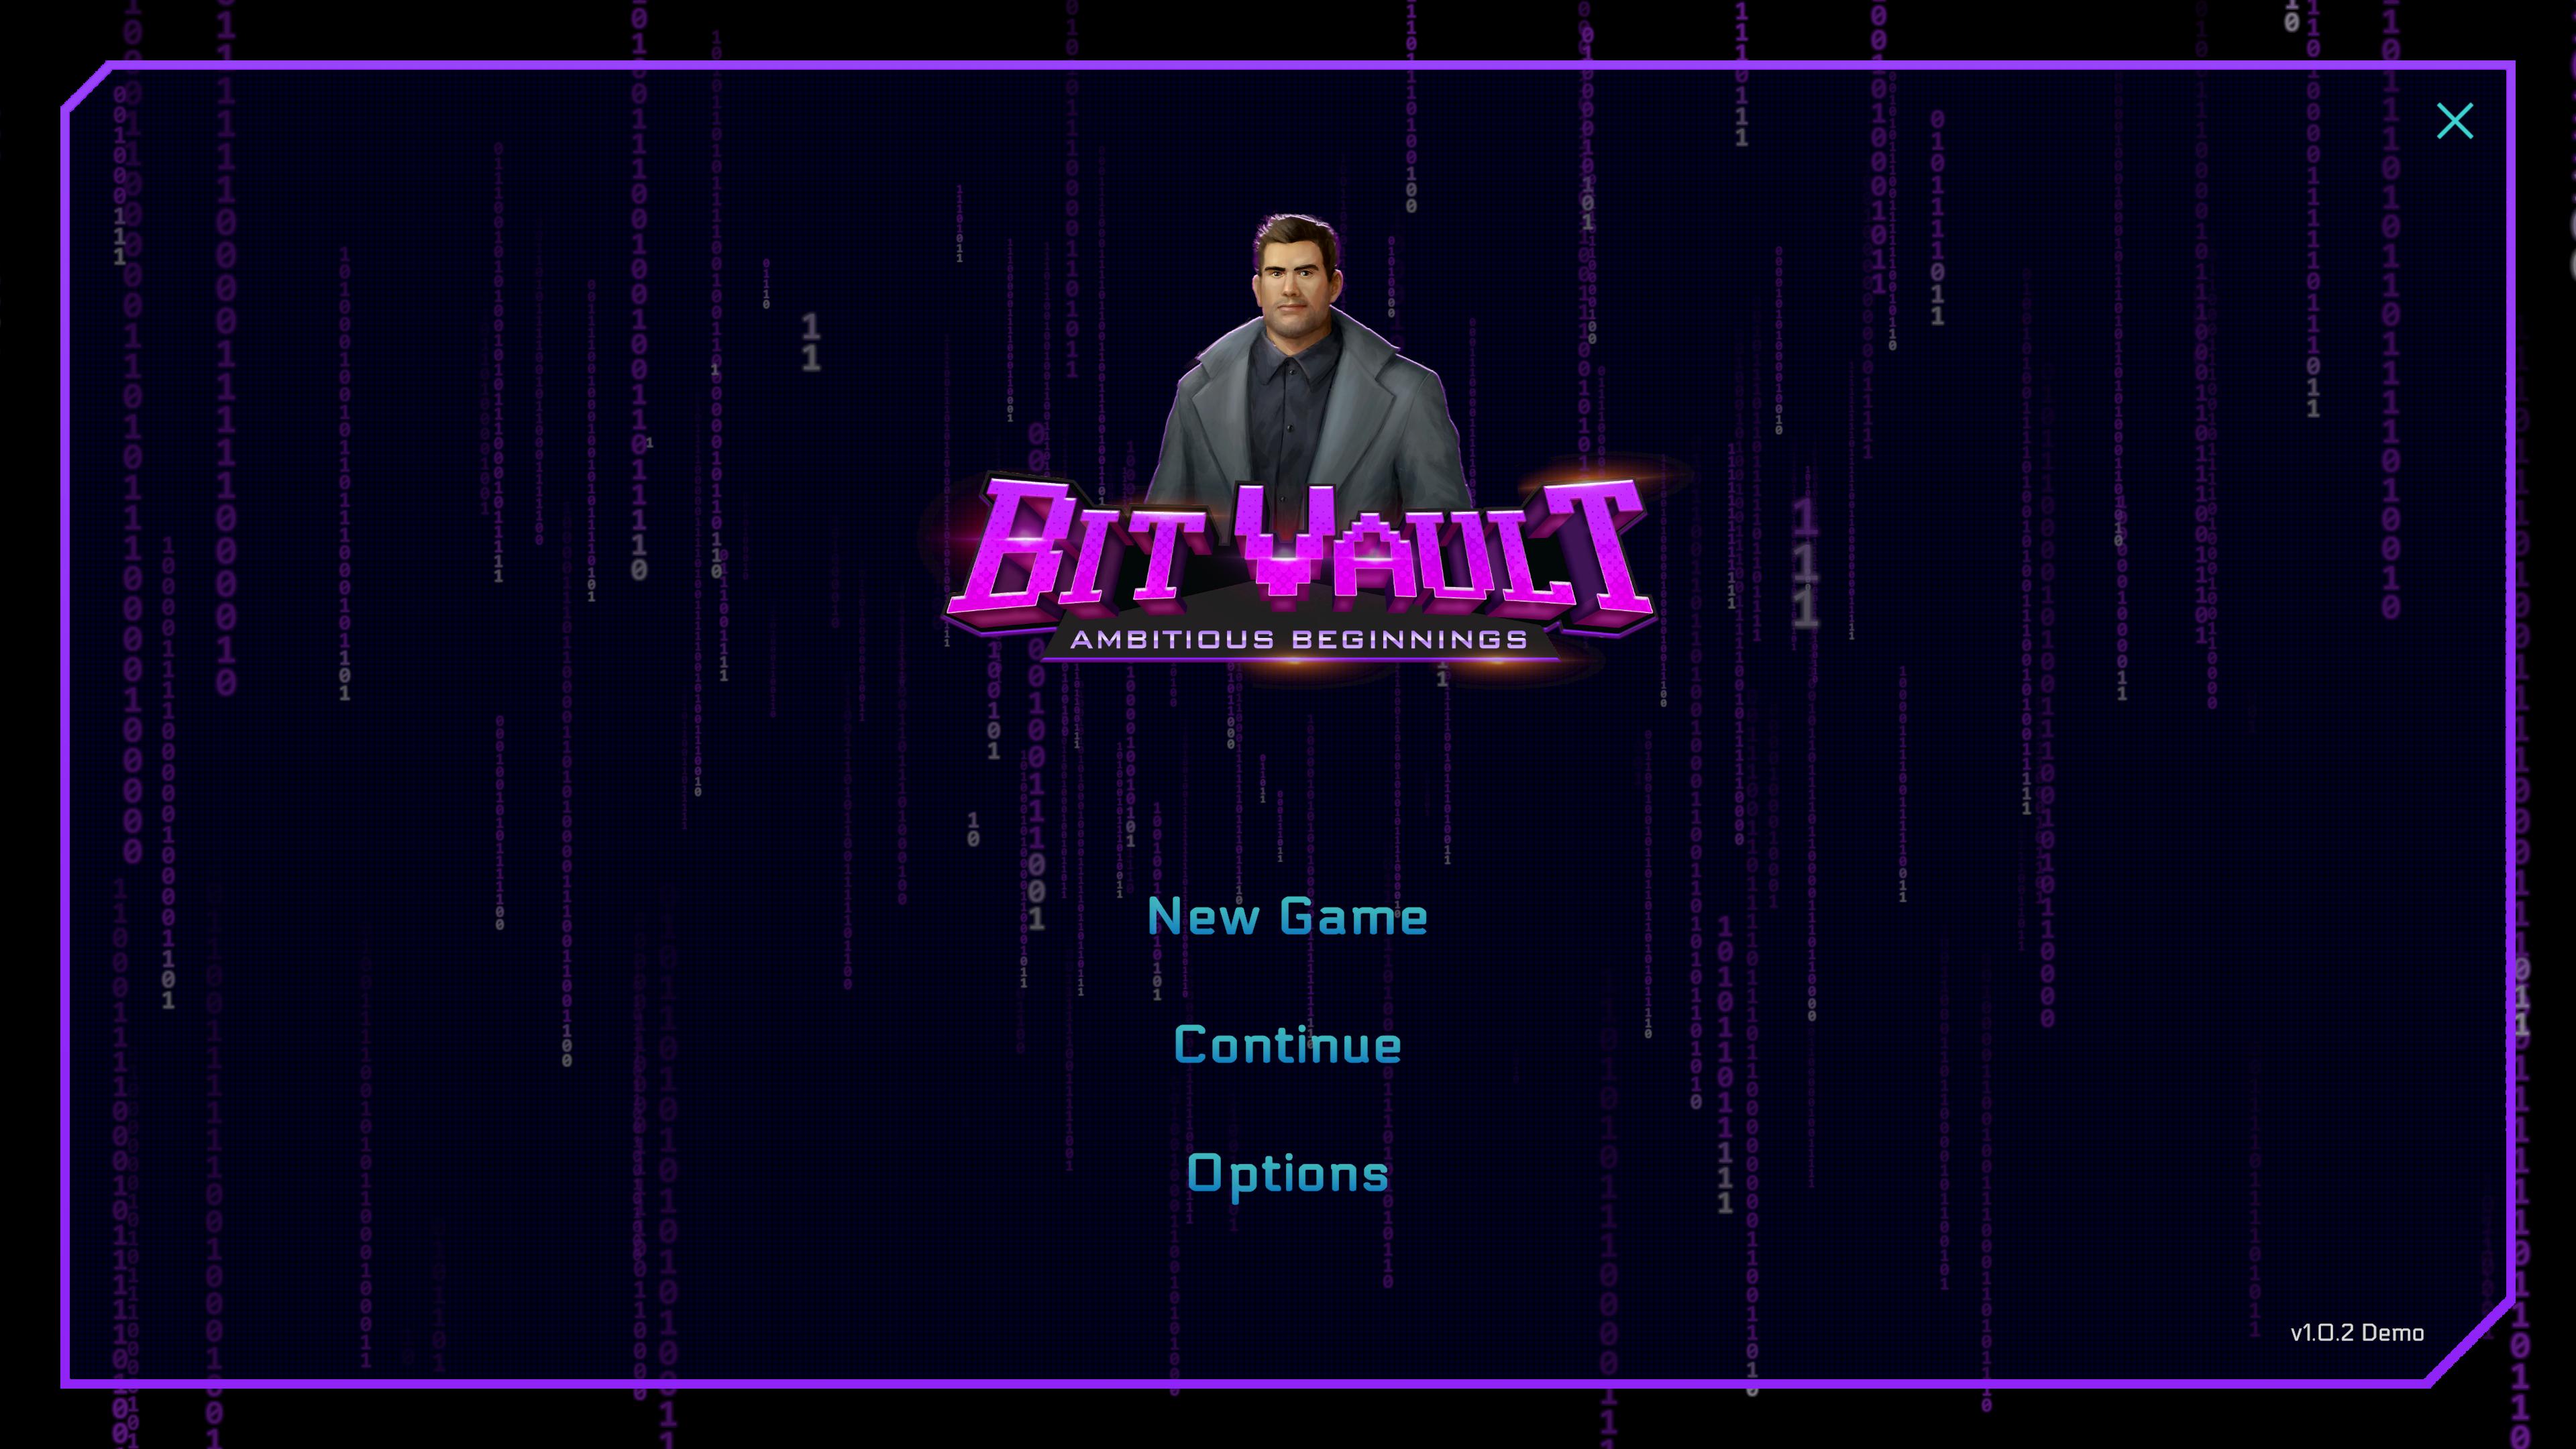 BIT VAULT
AMBITIOUS BEGINNINGS
New Game
Continue
Options
v1.0.2 Demo